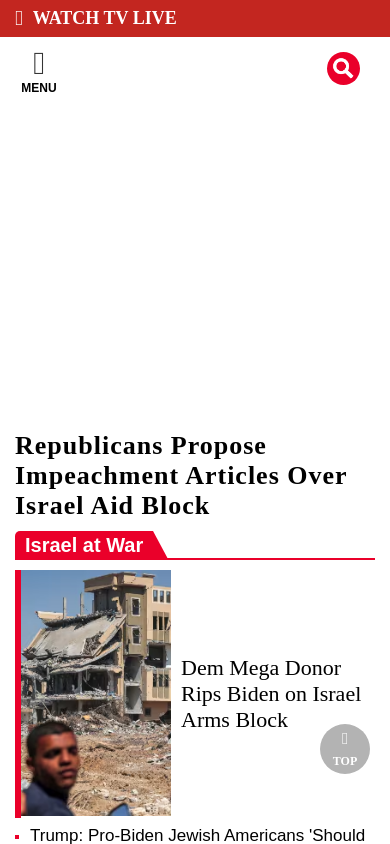 WATCH TV LIVE
MENU
Republicans Propose
Impeachment Articles Over
Israel Aid Block
Israel at War
Dem Mega Donor
Rips Biden on Israel
Arms Block
TOP
Trump: Pro-Biden Jewish Americans 'Should